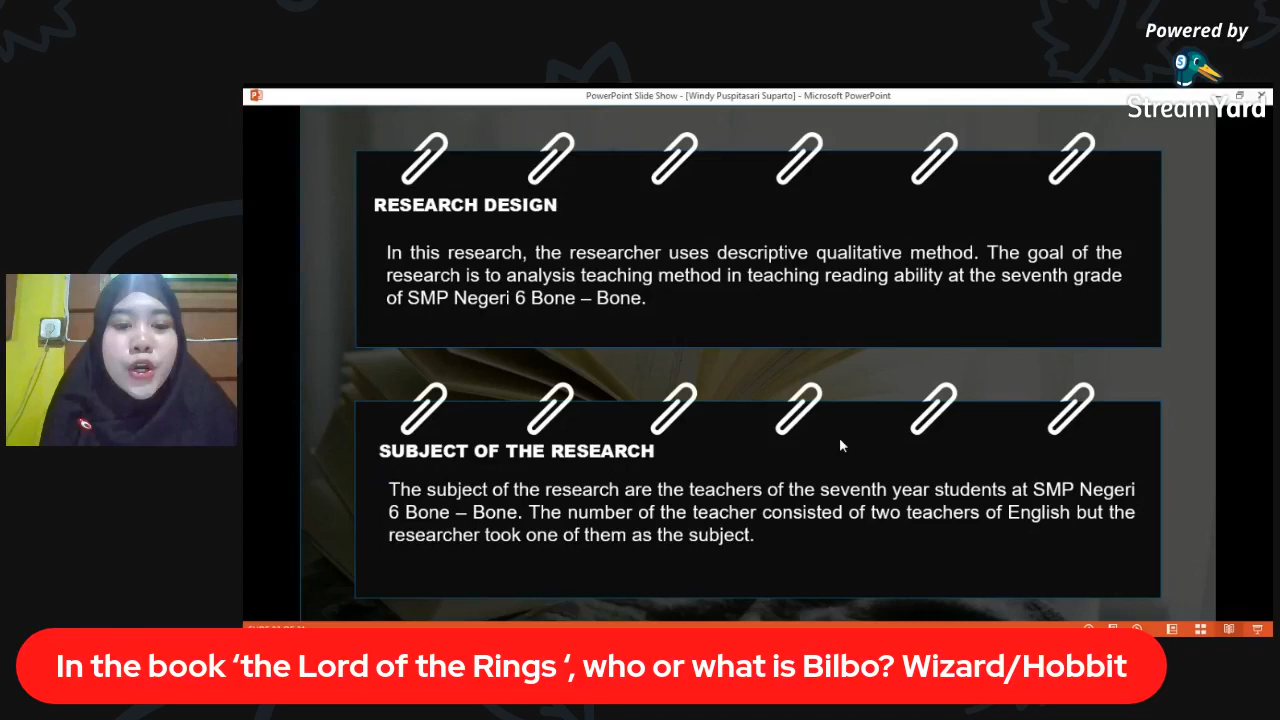 Powered by
StreamYard
PowerPoint Slide Show - [Windy Puspitasari Suparto] - Microsoft PowerPoint
RESEARCH DESIGN
In this research, the researcher uses descriptive qualitative method. The goal of the
research is to analysis teaching method in teaching reading ability at the seventh grade
of SMP Negeri 6 Bone – Bone.
SUBJECT OF THE RESEARCH
The subject of the research are the teachers of the seventh year students at SMP Negeri
6 Bone – Bone. The number of the teacher consisted of two teachers of English but the
researcher took one of them as the subject.
In the book ‘the Lord of the Rings ‘, who or what is Bilbo? Wizard/Hobbit